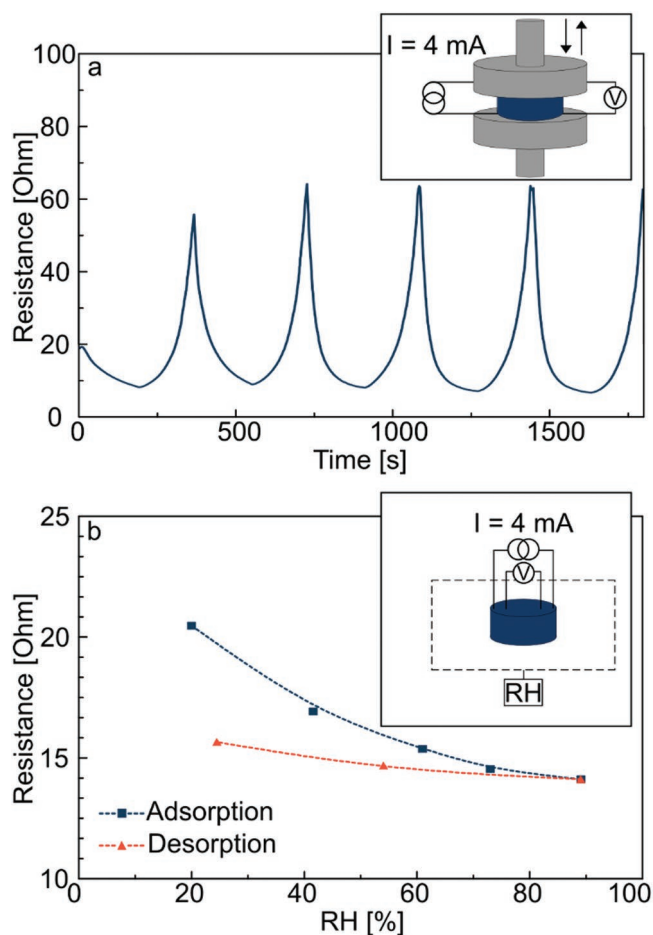 a
I = 4 mA
V
Resistance [Ohm]
100
80
60
40
20
0
0 500 1000 1500
Time [s]
b
I = 4 mA
V
RH
Resistance [Ohm]
25
20
15
10
Adsorption
Desorption
0 20 40 60 80 100
RH [%]